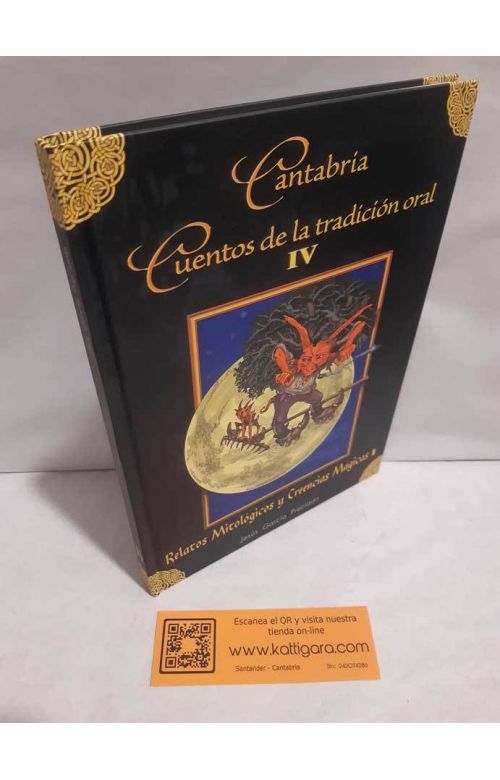 Cantabria
Cuentos de la tradición oral
IV
Relatos Mitológicos y Creencias Mágicas II
Jesús García Preciado
Escanea el QR y visita nuestra
tienda on-line
www.kattigara.com
Santander - Cantabria